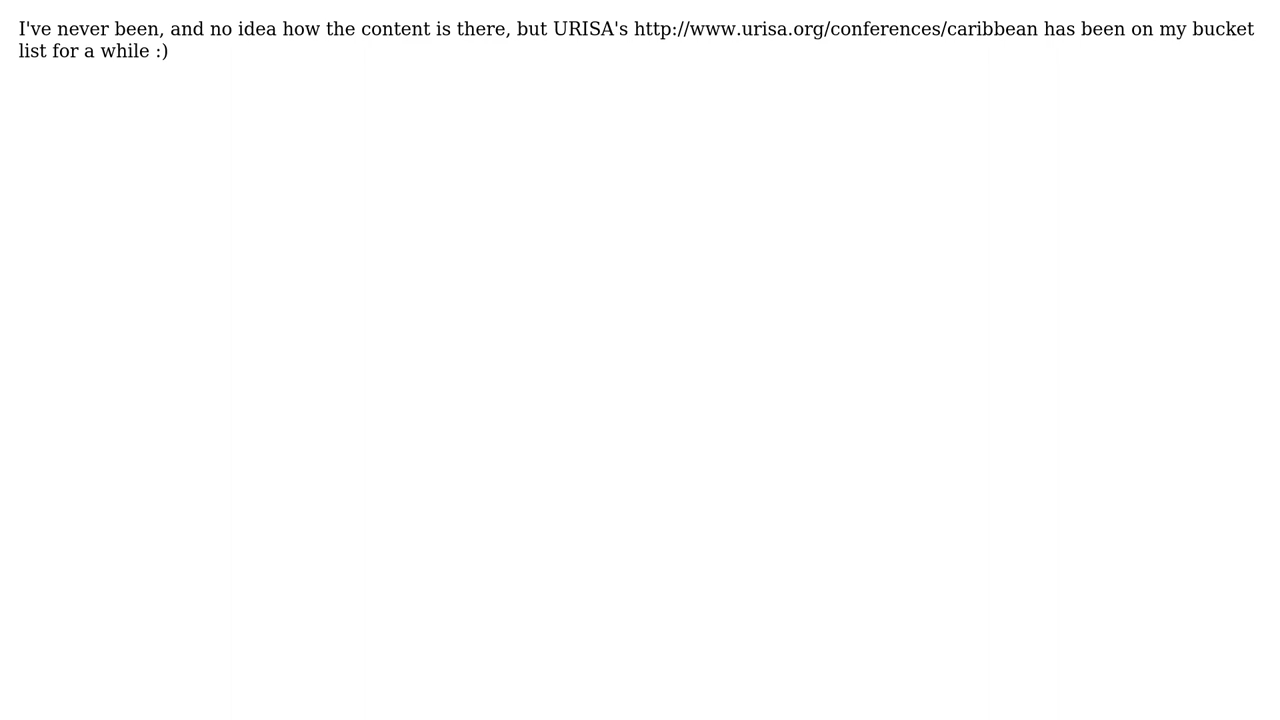 I've never been, and no idea how the content is there, but URISA's http://www.urisa.org/conferences/caribbean has been on my bucket
list for a while :)